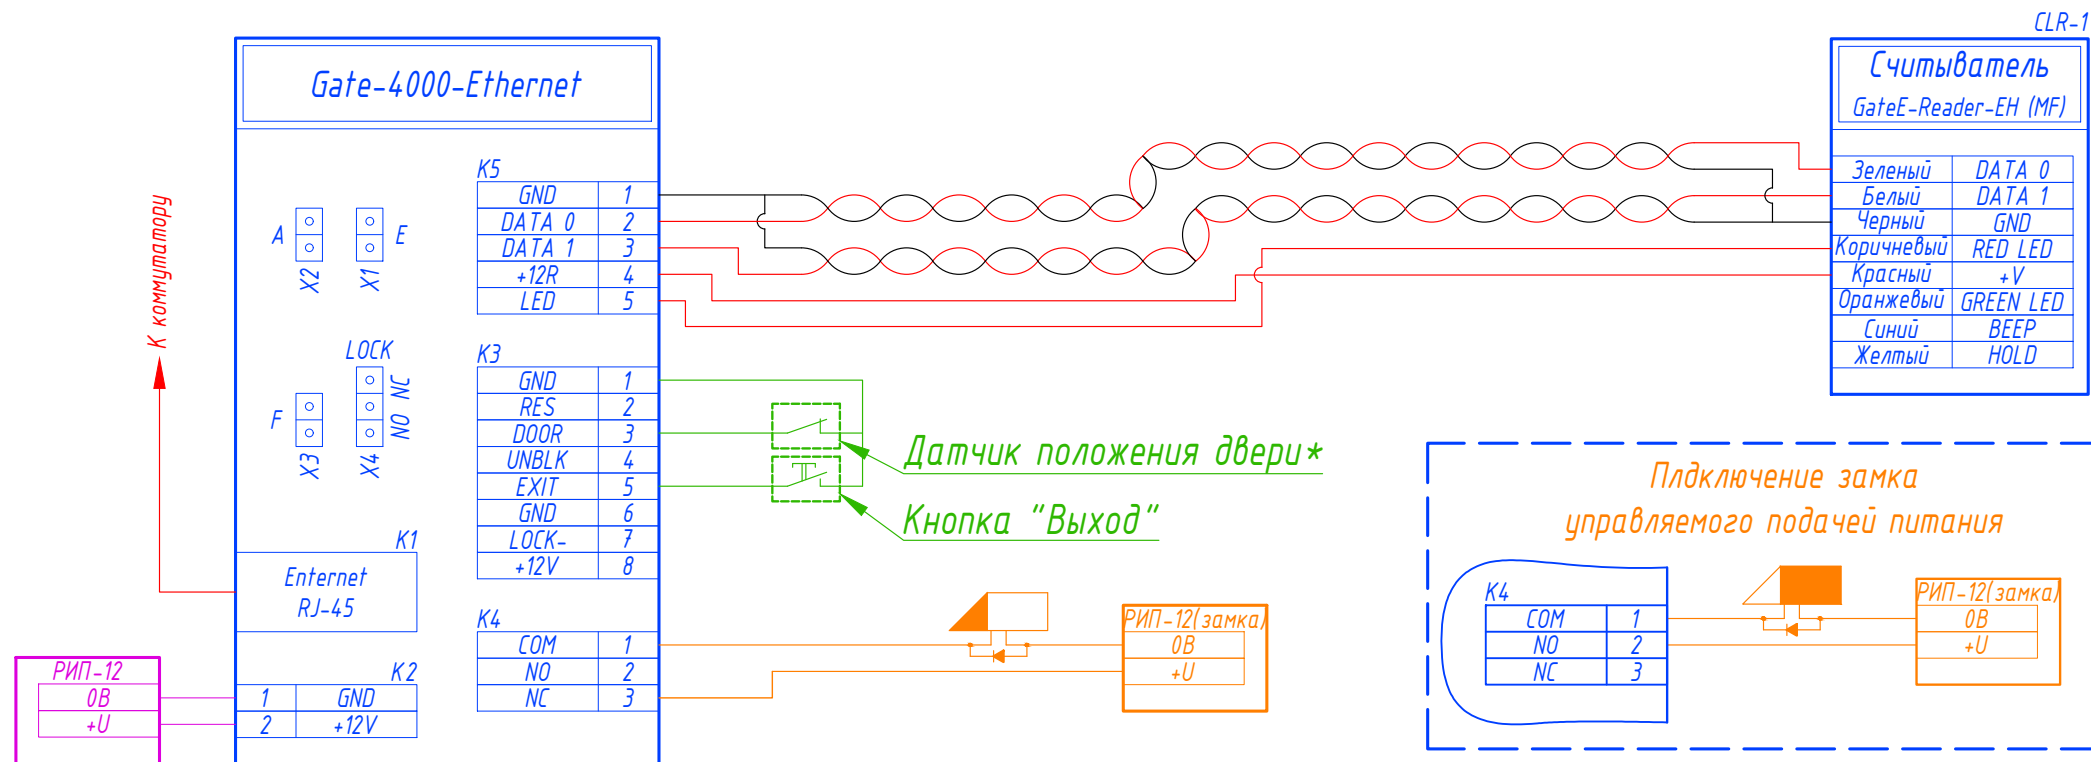 CLR-1
Gate-4000-Ethernet
Считыватель
GateE-Reader-EH (MF)
К коммутатору
A
X2
X1
E
K5
GND 1
DATA 0 2
DATA 1 3
+12R 4
LED 5
Зеленый DATA 0
Белый DATA 1
Черный GND
Коричневый RED LED
Красный +V
Оранжевый GREEN LED
Синий BEEP
Желтый HOLD
LOCK
F
X3
X4
NO NC
K3
GND 1
RES 2
DOOR 3
UNBLK 4
EXIT 5
GND 6
LOCK- 7
+12V 8
Датчик положения двери*
Кнопка "Выход"
K1
Enternet
RJ-45
K4
COM 1
NO 2
NC 3
РИП-12(замка)
0В
+U
РИП-12
0В
+U
K2
1 GND
2 +12V
Плдключение замка
управляемого подачей питания
K4
COM 1
NO 2
NC 3
РИП-12(замка)
0В
+U